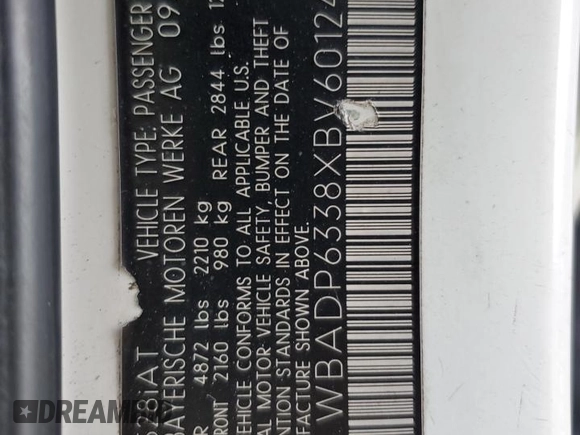 528iAT VEHICLE TYPE: PASSENGER
BAYERISCHE MOTOREN WERKE AG 09
4872 lbs 2210 kg
FRONT 2160 lbs 980 kg REAR 2844 lbs
VEHICLE CONFORMS TO ALL APPLICABLE U.S.
MOTOR VEHICLE SAFETY, BUMPER AND THEFT
STANDARDS IN EFFECT ON THE DATE OF
SHOWN ABOVE.
WBADP6338XBV6012
DREAMBID